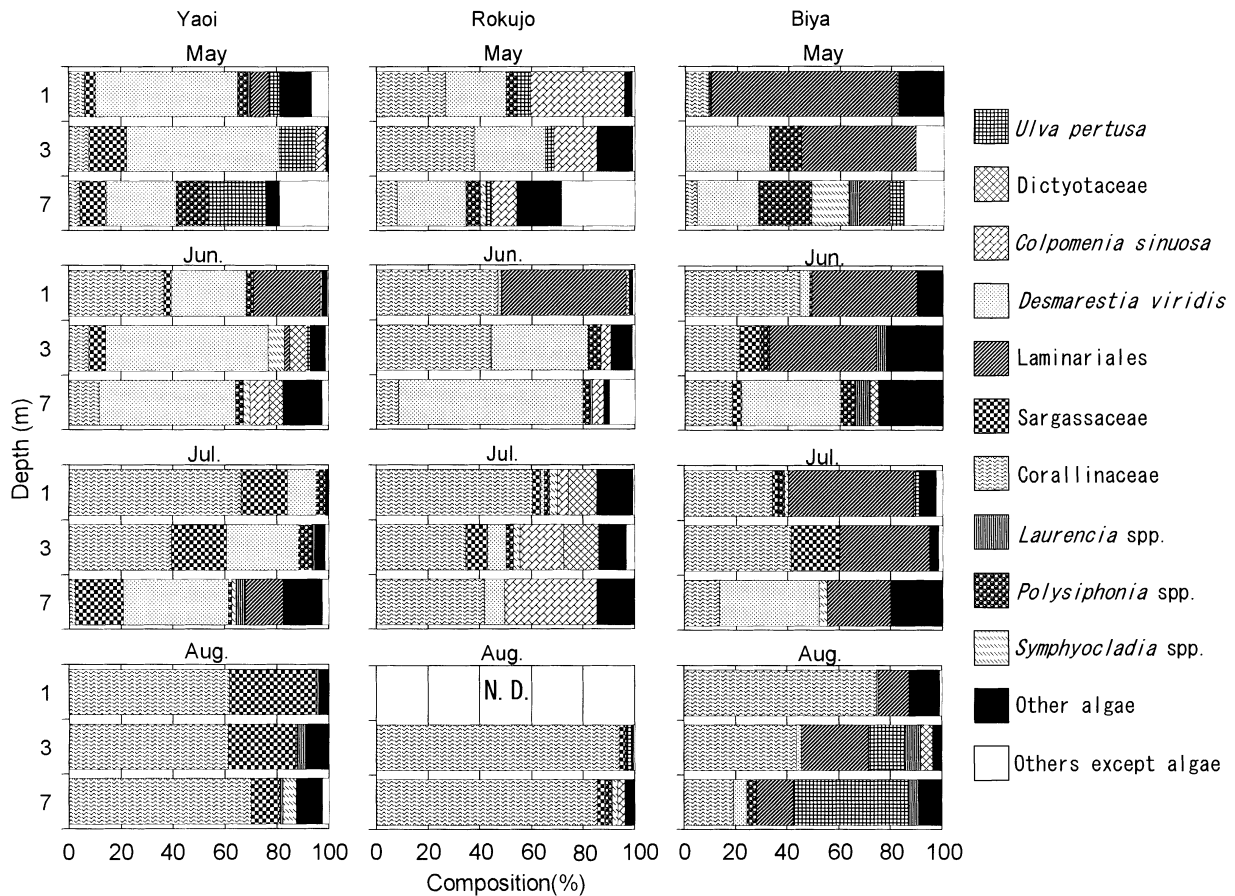 Yaoi Rokujo Biya
May May May
1
3
7
Jun. Jun. Jun.
1
3
7
Jul. Jul. Jul.
1
3
7
Aug. Aug. Aug.
1
N. D.
3
7
0 20 40 60 80 100 0 20 40 60 80 100 0 20 40 60 80 100
Composition(%)
Depth (m)
Ulva pertusa
Dictyotaceae
Colpomenia sinuosa
Desmarestia viridis
Laminariales
Sargassaceae
Corallinaceae
Laurencia spp.
Polysiphonia spp.
Symphyocladia spp.
Other algae
Others except algae